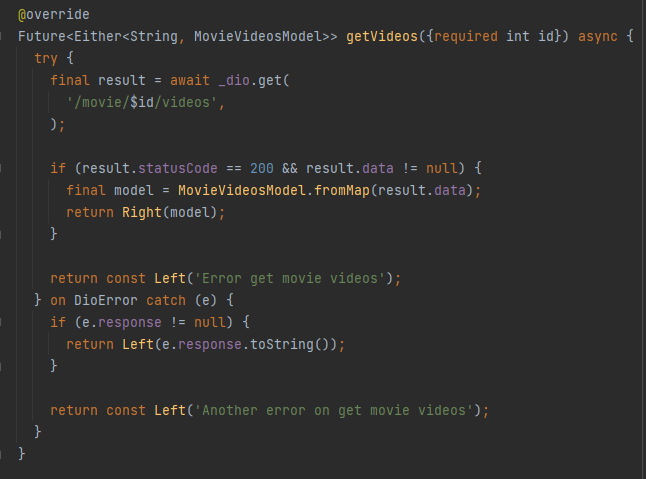 @override
Future<Either<String, MovieVideosModel>> getVideos({required int id}) async {
  try {
    final result = await _dio.get(
      '/movie/$id/videos',
    );

    if (result.statusCode == 200 && result.data != null) {
      final model = MovieVideosModel.fromMap(result.data);
      return Right(model);
    }

    return const Left('Error get movie videos');
  } on DioError catch (e) {
    if (e.response != null) {
      return Left(e.response.toString());
    }

    return const Left('Another error on get movie videos');
  }
}